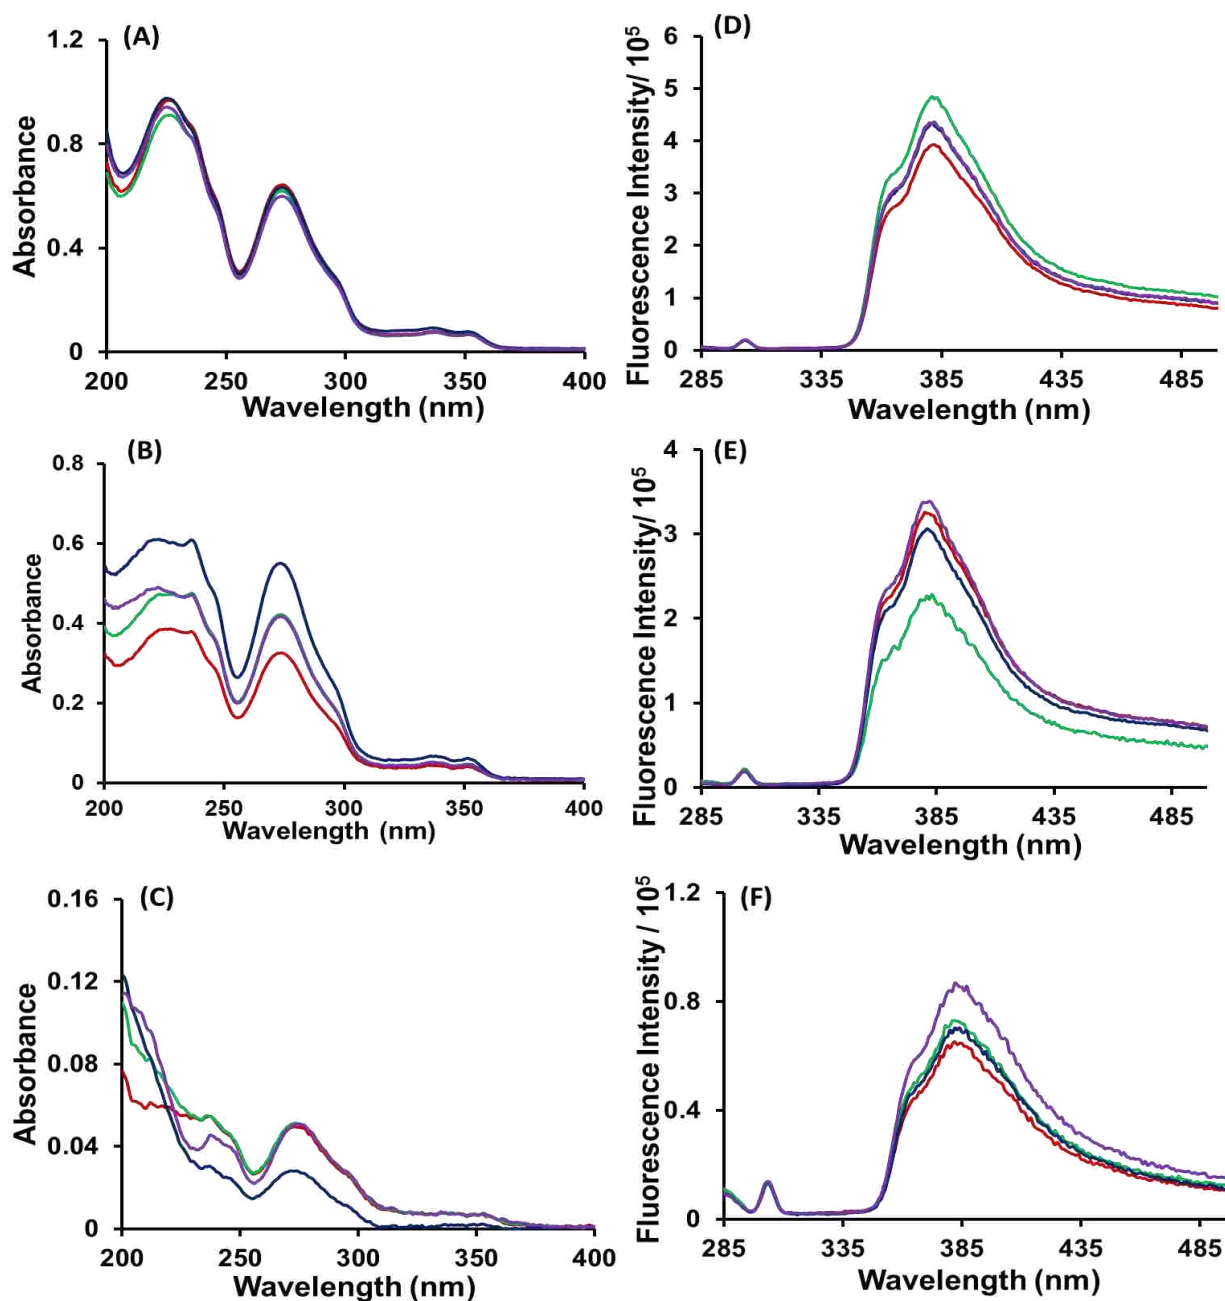 (A)
1.2
0.8
0.4
0
Absorbance
200 250 300 350 400
Wavelength (nm)
(D)
6
5
4
3
2
1
0
Fluorescence Intensity/ 10⁵
285 335 385 435 485
Wavelength (nm)
(B)
0.8
0.6
0.4
0.2
0
Absorbance
200 250 300 350 400
Wavelength (nm)
(E)
4
3
2
1
0
Fluorescence Intensity/ 10⁵
285 335 385 435 485
Wavelength (nm)
(C)
0.16
0.12
0.08
0.04
0
Absorbance
200 250 300 350 400
Wavelength (nm)
(F)
1.2
0.8
0.4
0
Fluorescence Intensity / 10⁵
285 335 385 435 485
Wavelength (nm)